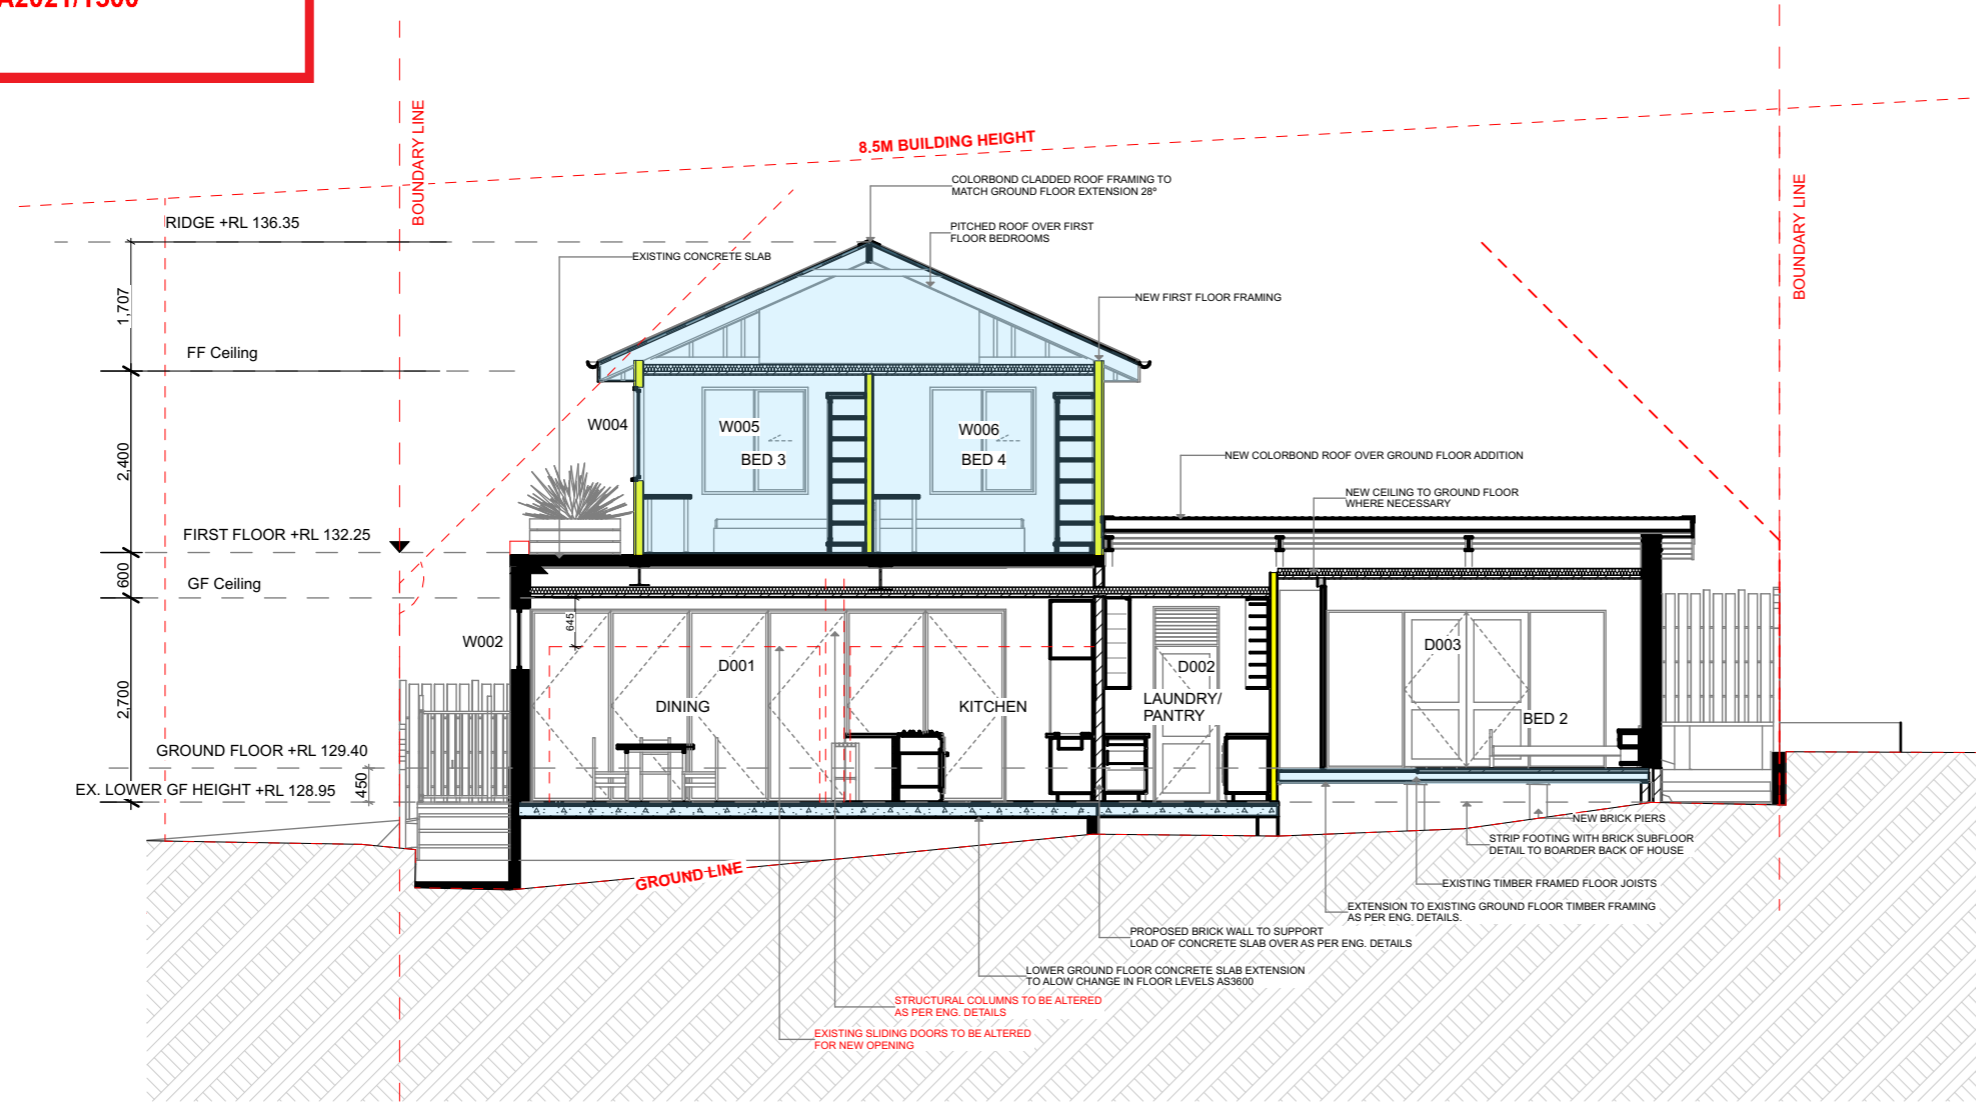 BOUNDARY LINE
8.5M BUILDING HEIGHT
BOUNDARY LINE
COLORBOND CLADDED ROOF FRAMING TO
MATCH GROUND FLOOR EXTENSION 28º
RIDGE +RL 136.35
PITCHED ROOF OVER FIRST
FLOOR BEDROOMS
EXISTING CONCRETE SLAB
NEW FIRST FLOOR FRAMING
1,707
FF Ceiling
W004
W005
BED 3
W006
BED 4
2,400
NEW COLORBOND ROOF OVER GROUND FLOOR ADDITION
NEW CEILING TO GROUND FLOOR
WHERE NECESSARY
FIRST FLOOR +RL 132.25
600
GF Ceiling
645
W002
D001
D002
D003
2,700
DINING
KITCHEN
LAUNDRY/
PANTRY
BED 2
GROUND FLOOR +RL 129.40
450
EX. LOWER GF HEIGHT +RL 128.95
NEW BRICK PIERS
STRIP FOOTING WITH BRICK SUBFLOOR
DETAIL TO BOARDER BACK OF HOUSE
GROUND LINE
EXISTING TIMBER FRAMED FLOOR JOISTS
EXTENSION TO EXISTING GROUND FLOOR TIMBER FRAMING
AS PER ENG. DETAILS.
PROPOSED BRICK WALL TO SUPPORT
LOAD OF CONCRETE SLAB OVER AS PER ENG. DETAILS
LOWER GROUND FLOOR CONCRETE SLAB EXTENSION
TO ALOW CHANGE IN FLOOR LEVELS AS3600
STRUCTURAL COLUMNS TO BE ALTERED
AS PER ENG. DETAILS
EXISTING SLIDING DOORS TO BE ALTERED
FOR NEW OPENING